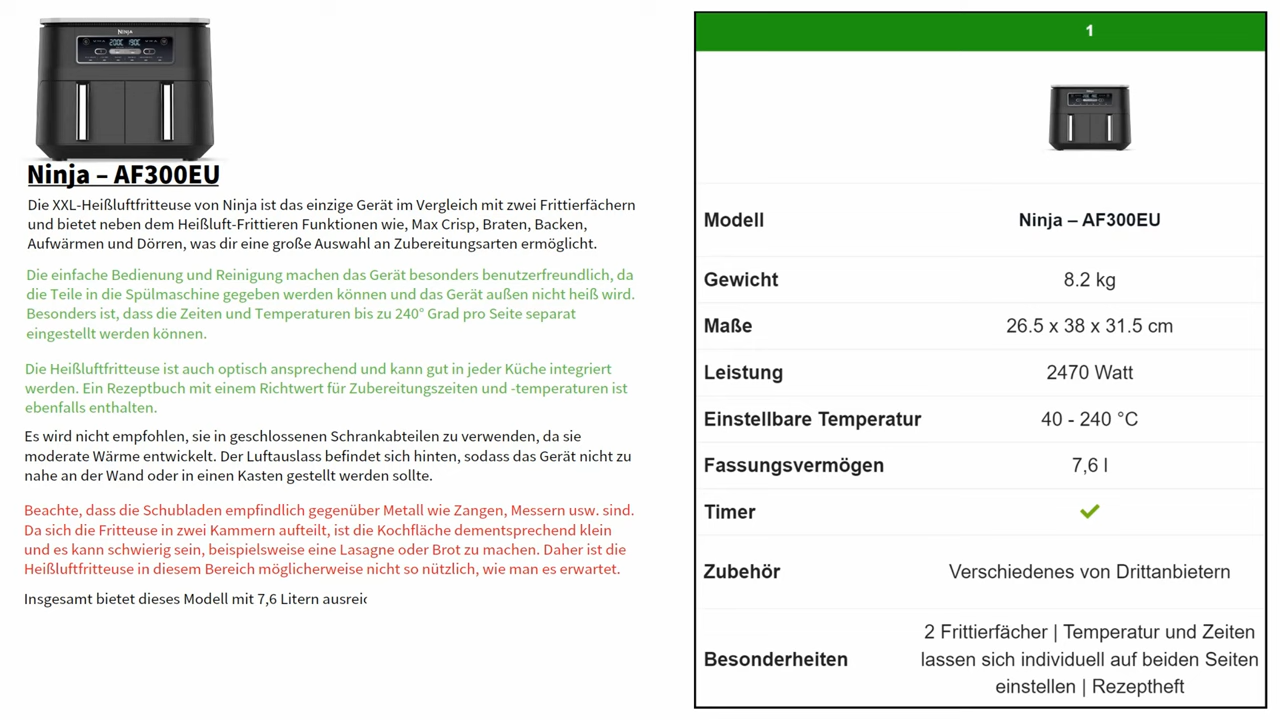 Ninja – AF300EU
Die XXL-Heißluftfritteuse von Ninja ist das einzige Gerät im Vergleich mit zwei Frittierfächern
und bietet neben dem Heißluft-Frittieren Funktionen wie, Max Crisp, Braten, Backen,
Aufwärmen und Dörren, was dir eine große Auswahl an Zubereitungsarten ermöglicht.
Die einfache Bedienung und Reinigung machen das Gerät besonders benutzerfreundlich, da
die Teile in die Spülmaschine gegeben werden können und das Gerät außen nicht heiß wird.
Besonders ist, dass die Zeiten und Temperaturen bis zu 240° Grad pro Seite separat
eingestellt werden können.
Die Heißluftfritteuse ist auch optisch ansprechend und kann gut in jeder Küche integriert
werden. Ein Rezeptbuch mit einem Richtwert für Zubereitungszeiten und -temperaturen ist
ebenfalls enthalten.
Es wird nicht empfohlen, sie in geschlossenen Schrankabteilen zu verwenden, da sie
moderate Wärme entwickelt. Der Luftauslass befindet sich hinten, sodass das Gerät nicht zu
nahe an der Wand oder in einen Kasten gestellt werden sollte.
Beachte, dass die Schubladen empfindlich gegenüber Metall wie Zangen, Messern usw. sind.
Da sich die Fritteuse in zwei Kammern aufteilt, ist die Kochfläche dementsprechend klein
und es kann schwierig sein, beispielsweise eine Lasagne oder Brot zu machen. Daher ist die
Heißluftfritteuse in diesem Bereich möglicherweise nicht so nützlich, wie man es erwartet.
Insgesamt bietet dieses Modell mit 7,6 Litern ausreic
1
Modell Ninja – AF300EU
Gewicht 8.2 kg
Maße 26.5 x 38 x 31.5 cm
Leistung 2470 Watt
Einstellbare Temperatur 40 - 240 °C
Fassungsvermögen 7,6 l
Timer
Zubehör Verschiedenes von Drittanbietern
Besonderheiten 2 Frittierfächer | Temperatur und Zeiten
lassen sich individuell auf beiden Seiten
einstellen | Rezeptheft